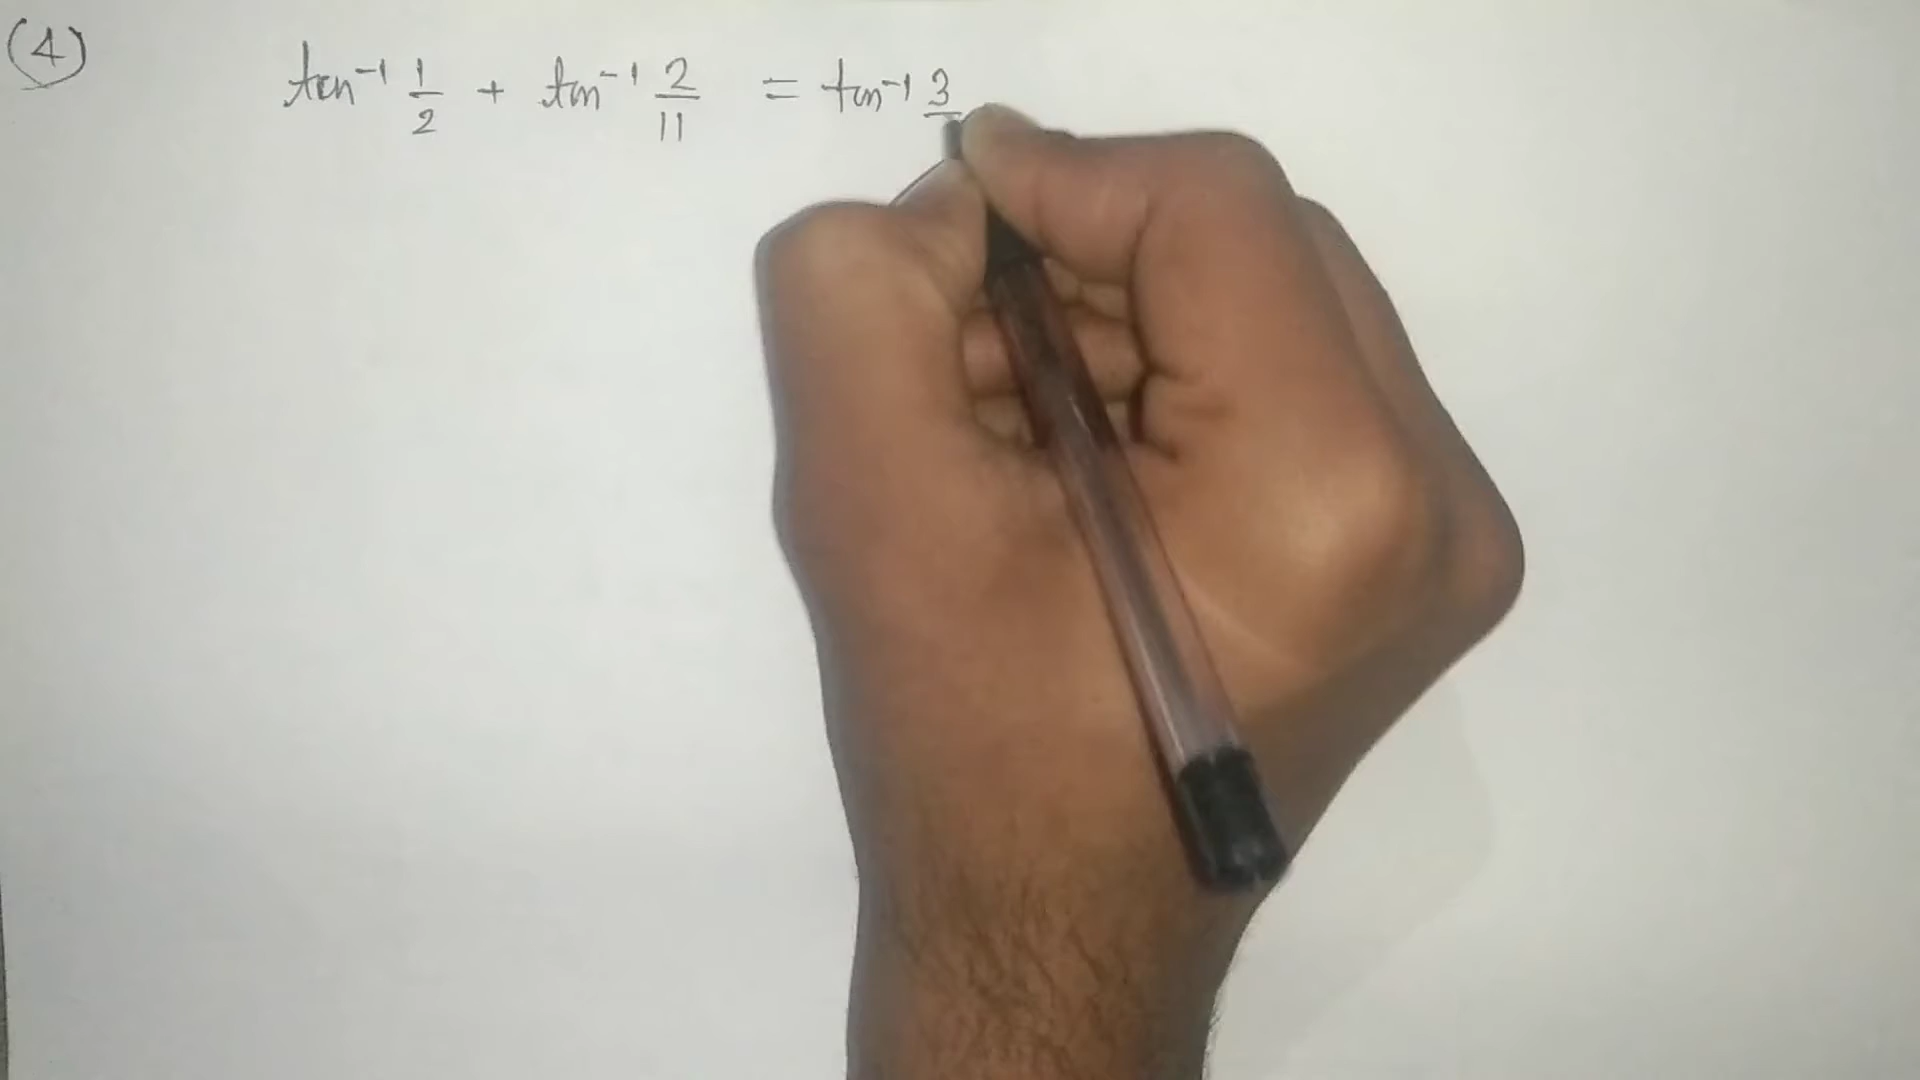 (4) tan⁻¹ 1/2 + tan⁻¹ 2/11 = tan⁻¹ 3/